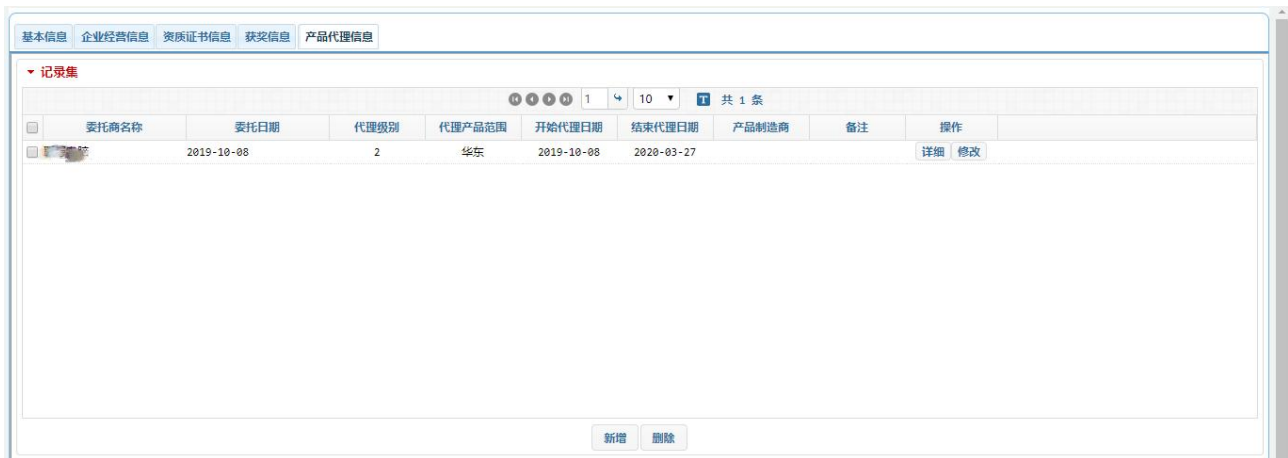 基本信息 企业经营信息 资质证书信息 获奖信息 产品代理信息
记录集
1 10 T 共 1 条
委托商名称 委托日期 代理级别 代理产品范围 开始代理日期 结束代理日期 产品制造商 备注 操作
2019-10-08 2 华东 2019-10-08 2020-03-27 详细 修改
新增 删除